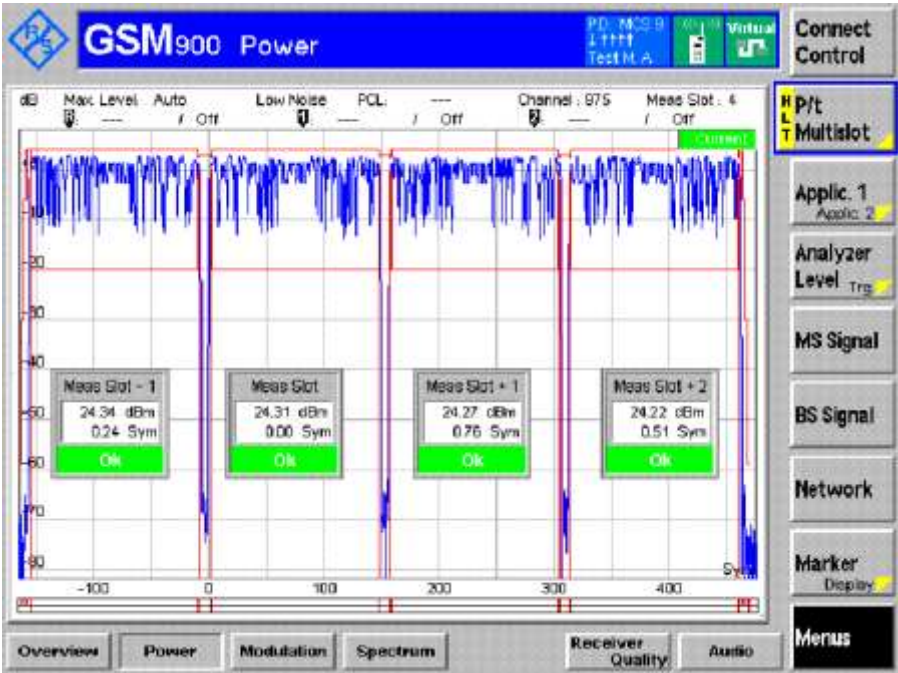 R&S
GSM900 Power
P.D. MCS 9
Test M. A
Virtual
Connect
Control
dB Max. Level: Auto Low Noise PCL: --- Channel: 975 Meas Slot: 4
--- / Off
1 --- / Off
2 --- / Off
HLT
P/t
Multislot
Current
Applic. 1
Applic. 2
-10
Analyzer
Level Trg.
-20
-30
MS Signal
-40
Meas Slot - 1
24.34 dBm
0.24 Sym
Ok
Meas Slot
24.31 dBm
0.00 Sym
Ok
Meas Slot + 1
24.27 dBm
0.76 Sym
Ok
Meas Slot + 2
24.22 dBm
0.51 Sym
Ok
-50
BS Signal
-60
Network
-70
-80
Marker
Display
-100 0 100 200 300 400
Overview Power Modulation Spectrum Receiver Quality Audio
Menus